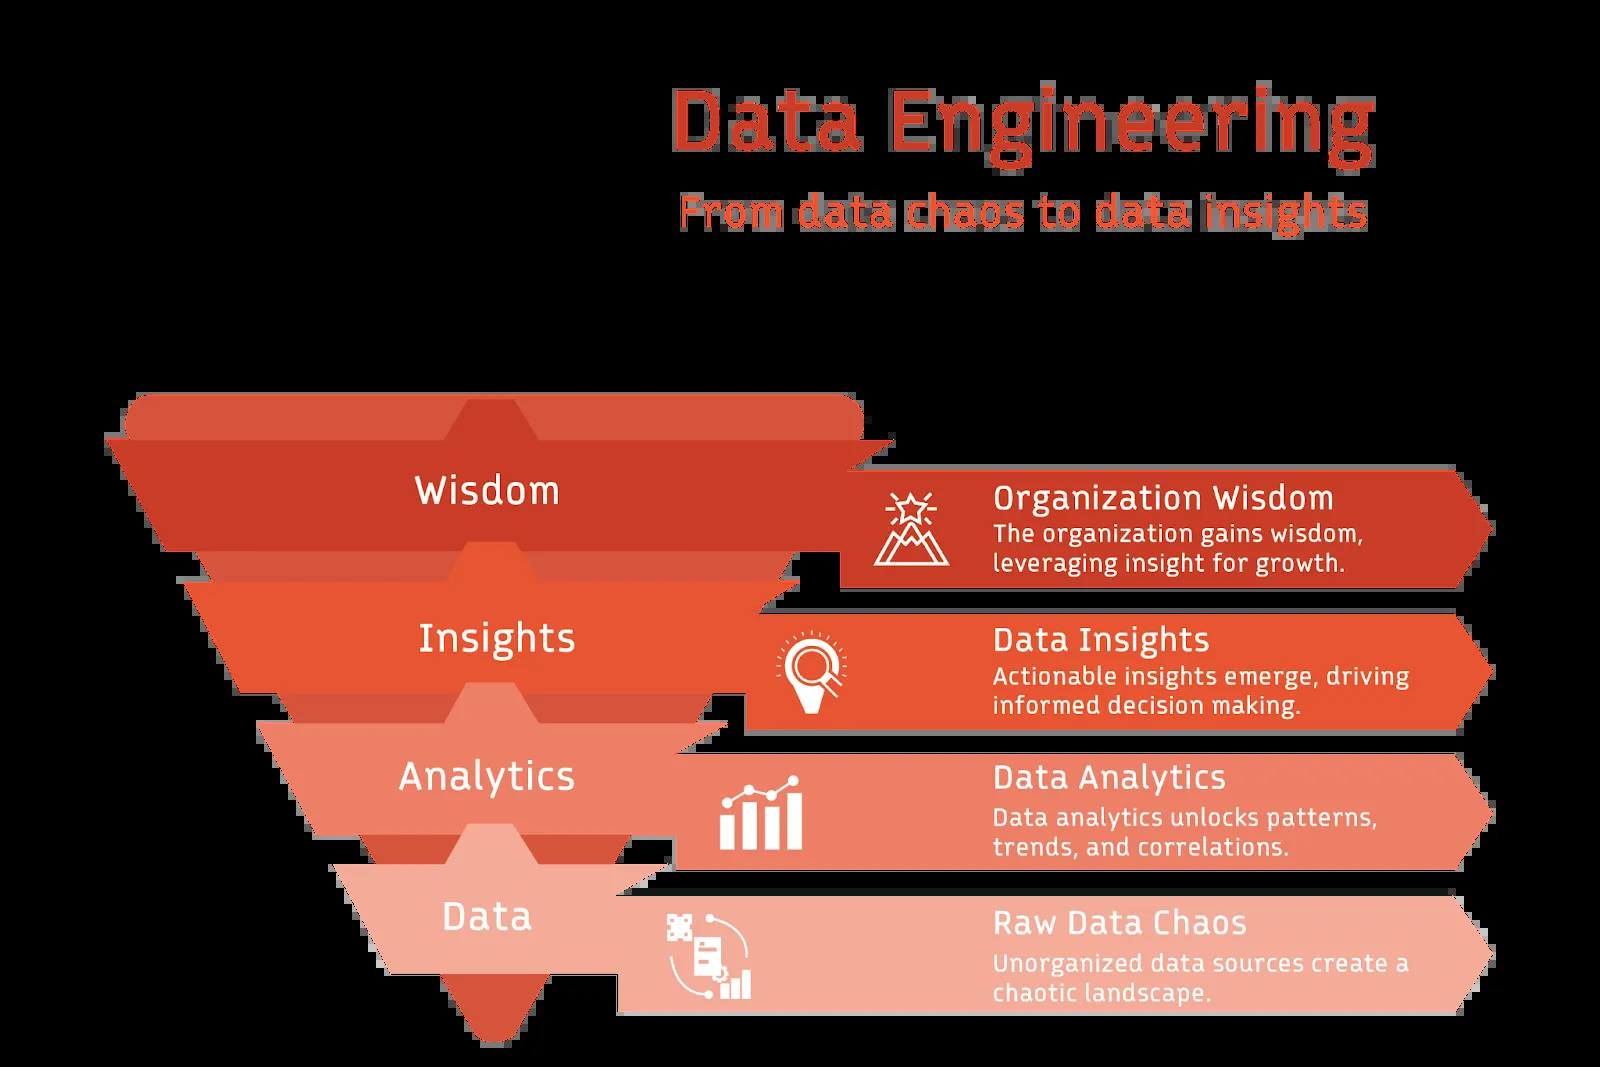 Data Engineering
From data chaos to data insights
Wisdom
Organization Wisdom
The organization gains wisdom,
leveraging insight for growth.
Insights
Data Insights
Actionable insights emerge, driving
informed decision making.
Analytics
Data Analytics
Data analytics unlocks patterns,
trends, and correlations.
Data
Raw Data Chaos
Unorganized data sources create a
chaotic landscape.